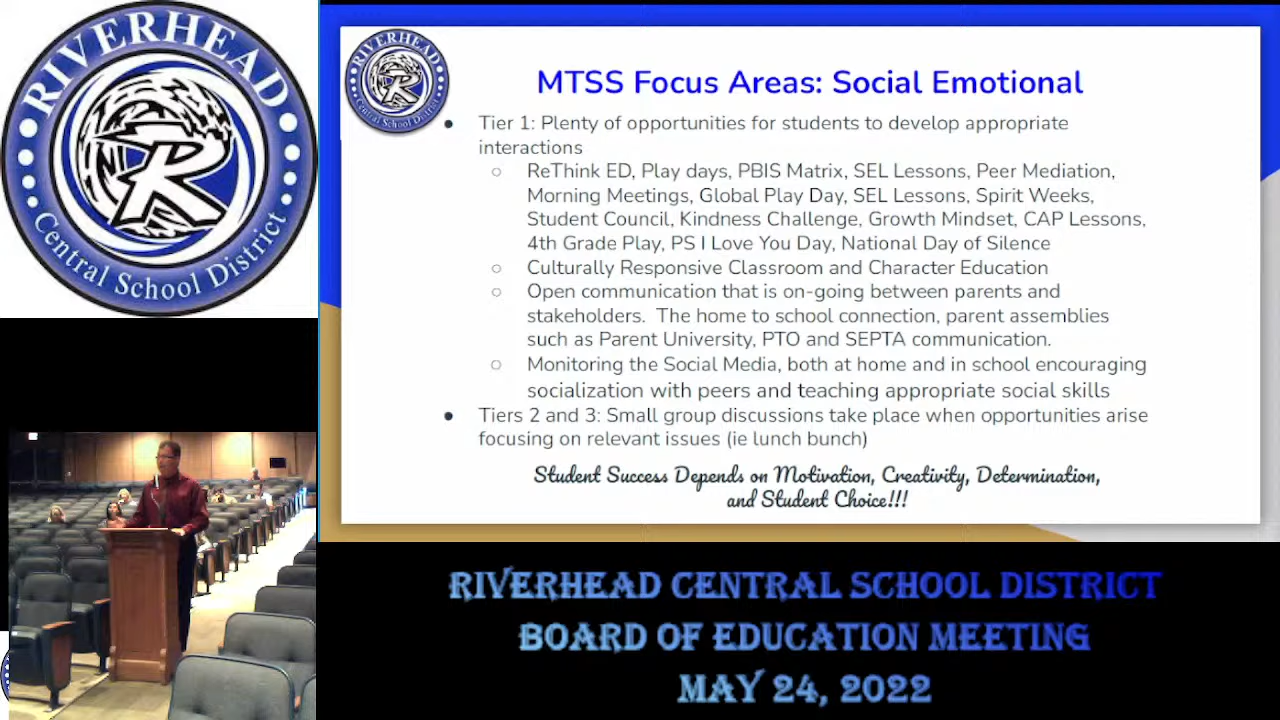 RIVERHEAD
R
Central School District
RIVERHEAD
R
Central School District
MTSS Focus Areas: Social Emotional
● Tier 1: Plenty of opportunities for students to develop appropriate
interactions
○ ReThink ED, Play days, PBIS Matrix, SEL Lessons, Peer Mediation,
Morning Meetings, Global Play Day, SEL Lessons, Spirit Weeks,
Student Council, Kindness Challenge, Growth Mindset, CAP Lessons,
4th Grade Play, PS I Love You Day, National Day of Silence
○ Culturally Responsive Classroom and Character Education
○ Open communication that is on-going between parents and
stakeholders. The home to school connection, parent assemblies
such as Parent University, PTO and SEPTA communication.
○ Monitoring the Social Media, both at home and in school encouraging
socialization with peers and teaching appropriate social skills
● Tiers 2 and 3: Small group discussions take place when opportunities arise
focusing on relevant issues (ie lunch bunch)
Student Success Depends on Motivation, Creativity, Determination,
and Student Choice!!!
RIVERHEAD CENTRAL SCHOOL DISTRICT
BOARD OF EDUCATION MEETING
MAY 24, 2022